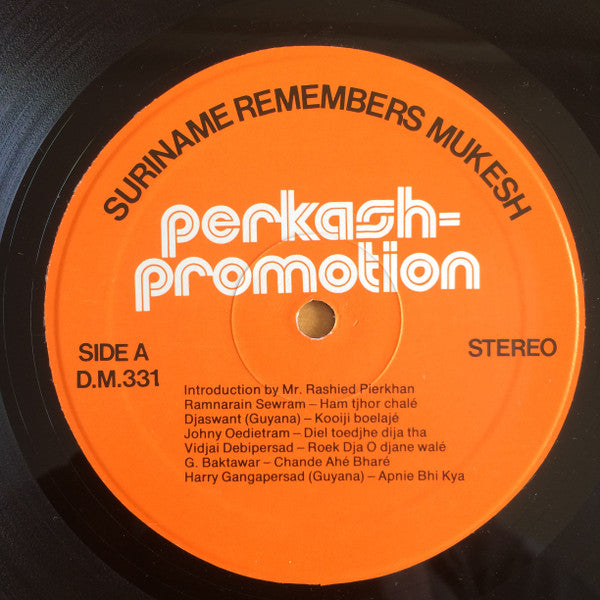 SURINAME REMEMBERS MUKESH
perkash-
promotion
SIDE A
D.M.331
STEREO
Introduction by Mr. Rashied Pierkhan
Ramnarain Sewram – Ham tjhor chalé
Djaswant (Guyana) – Kooiji boelajé
Johny Oedietram – Diel toedjhe dija tha
Vidjai Debipersad – Roek Dja O djane walé
G. Baktawar – Chande Ahé Bharé
Harry Gangapersad (Guyana) – Apnie Bhi Kya